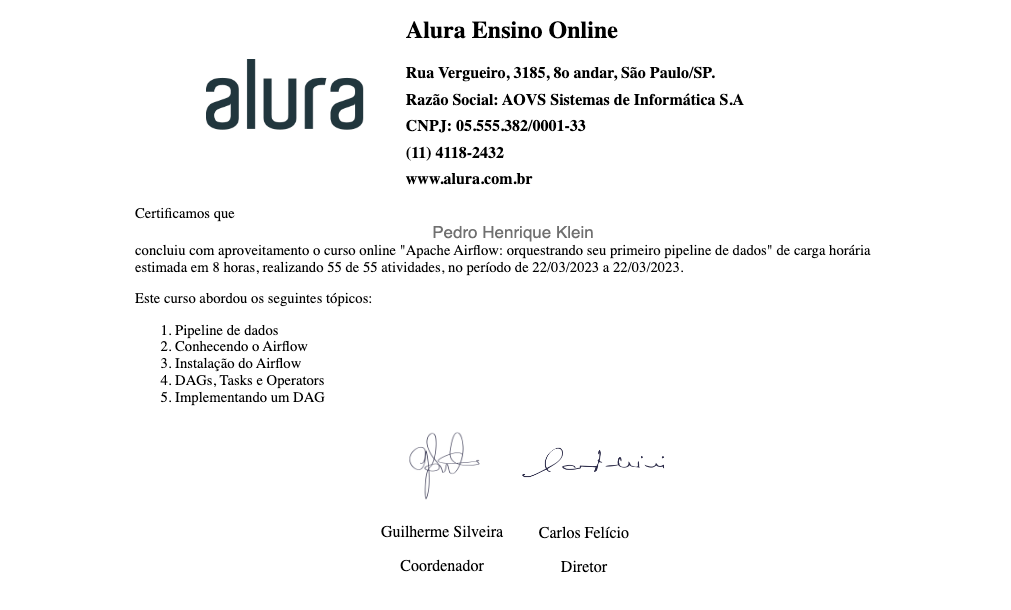 Alura Ensino Online
alura
Rua Vergueiro, 3185, 8o andar, São Paulo/SP.
Razão Social: AOVS Sistemas de Informática S.A
CNPJ: 05.555.382/0001-33
(11) 4118-2432
www.alura.com.br
Certificamos que
Pedro Henrique Klein
concluiu com aproveitamento o curso online "Apache Airflow: orquestrando seu primeiro pipeline de dados" de carga horária
estimada em 8 horas, realizando 55 de 55 atividades, no período de 22/03/2023 a 22/03/2023.
Este curso abordou os seguintes tópicos:
1. Pipeline de dados
2. Conhecendo o Airflow
3. Instalação do Airflow
4. DAGs, Tasks e Operators
5. Implementando um DAG
Guilherme Silveira Carlos Felício
Coordenador Diretor